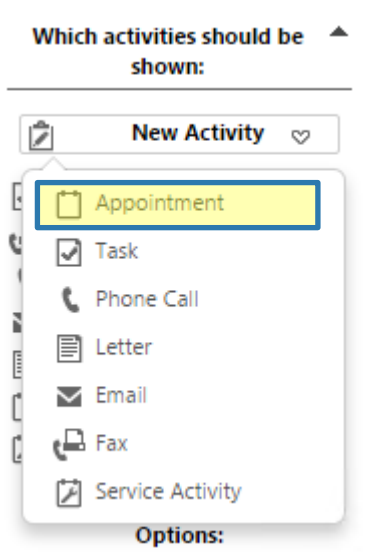 Which activities should be
shown:
New Activity
Appointment
Task
Phone Call
Letter
Email
Fax
Service Activity
Options: